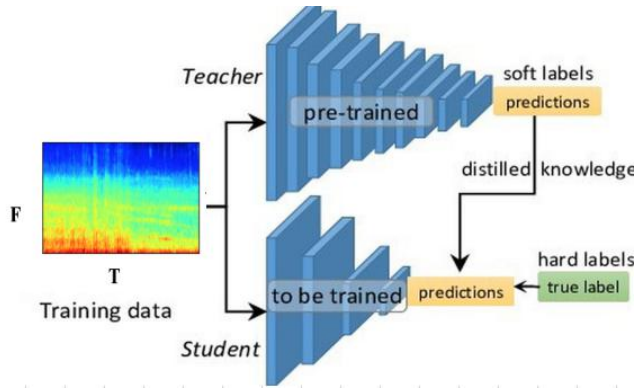 Teacher
pre-trained
soft labels
predictions
distilled knowledge
F
T
Training data
to be trained
predictions
hard labels
true label
Student